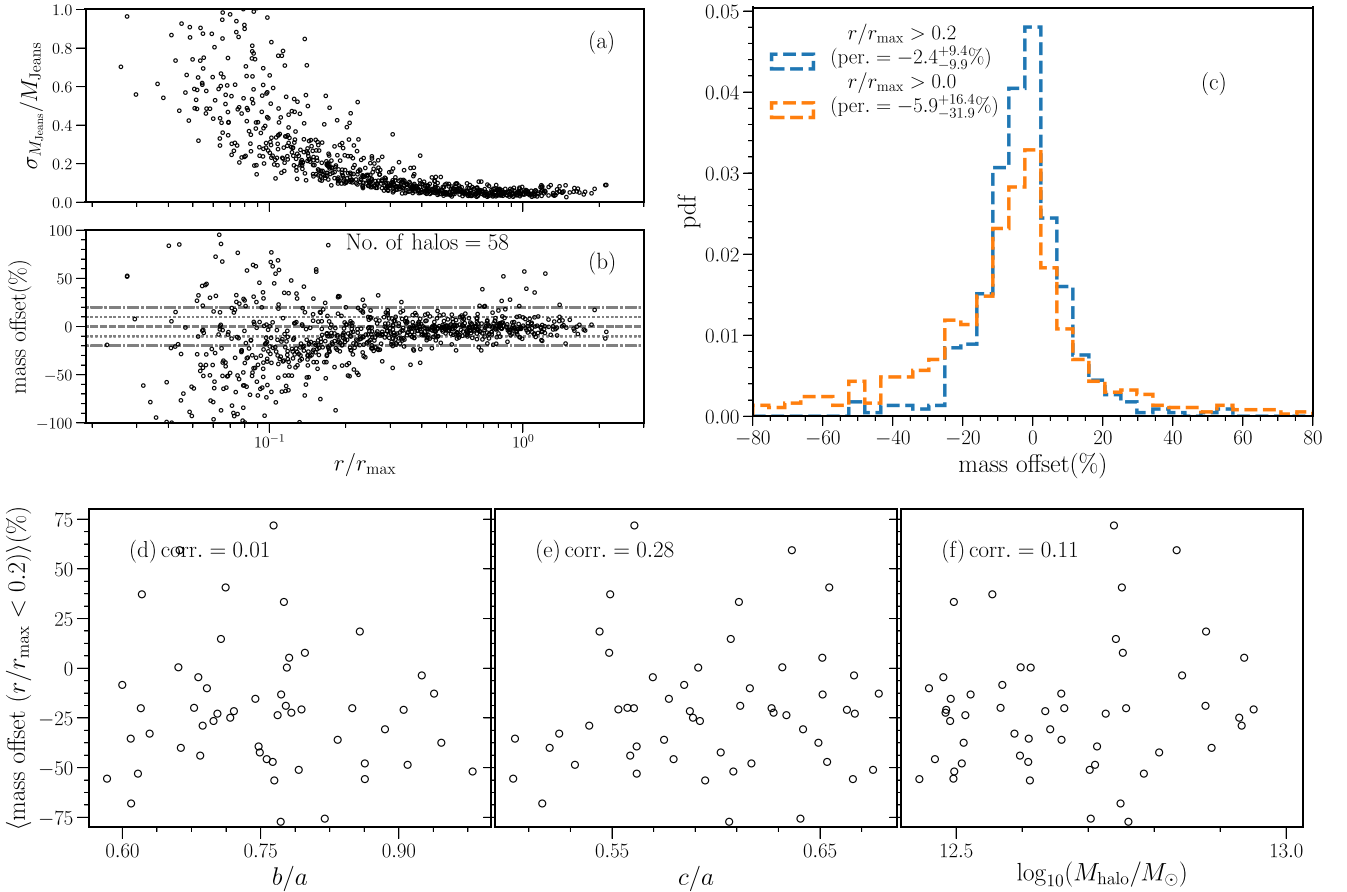 1.0
0.8
0.6
0.4
0.2
0.0
σ_{M_Jeans}/M_Jeans
(a)
100
50
0
−50
−100
mass offset(%)
No. of halos = 58
(b)
10^{−1}
10^{0}
r/r_max
0.05
0.04
0.03
0.02
0.01
0.00
pdf
r/r_max > 0.2
(per. = −2.4^{+9.4}_{−9.9}%)
r/r_max > 0.0
(per. = −5.9^{+16.4}_{−31.9}%)
(c)
−80
−60
−40
−20
0
20
40
60
80
mass offset(%)
75
50
25
0
−25
−50
−75
⟨mass offset (r/r_max < 0.2)⟩(%)
(d) corr. = 0.01
0.60
0.75
0.90
b/a
(e) corr. = 0.28
0.55
0.65
c/a
(f) corr. = 0.11
12.5
13.0
log_{10}(M_halo/M_⊙)